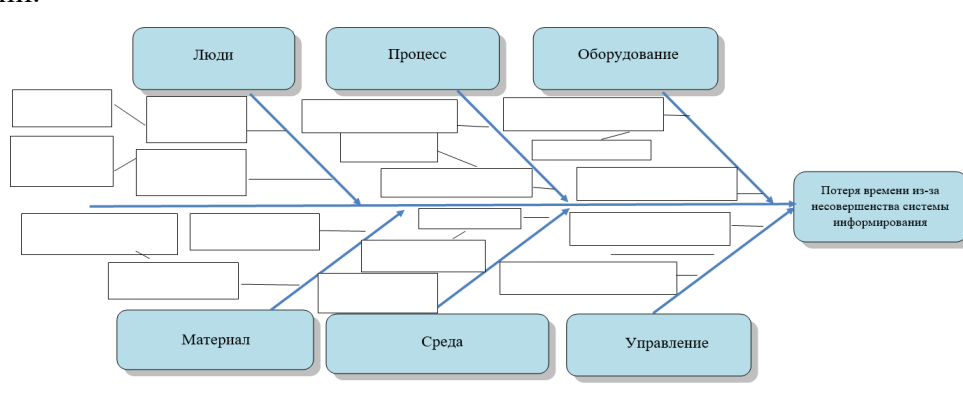 Люди
Процесс
Оборудование
Потеря времени из-за
несовершенства системы
информирования
Материал
Среда
Управление